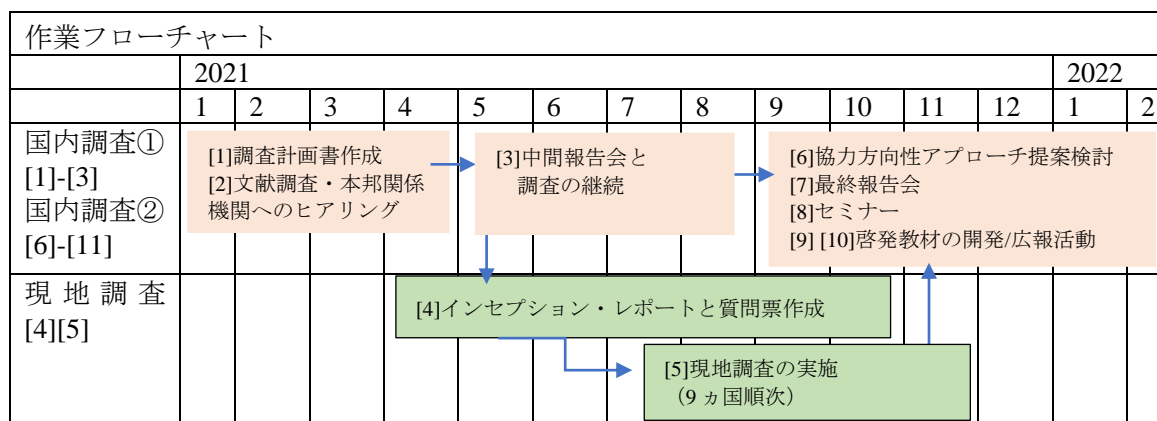 作業フローチャート
2021 2022
1 2 3 4 5 6 7 8 9 10 11 12 1 2
国内調査①
[1]-[3]
国内調査②
[6]-[11]
[1]調査計画書作成
[2]文献調査・本邦関係
機関へのヒアリング
[3]中間報告会と
調査の継続
[6]協力方向性アプローチ提案検討
[7]最終報告会
[8]セミナー
[9] [10]啓発教材の開発/広報活動
現地調査
[4][5]
[4]インセプション・レポートと質問票作成
[5]現地調査の実施
（9 ヵ国順次）